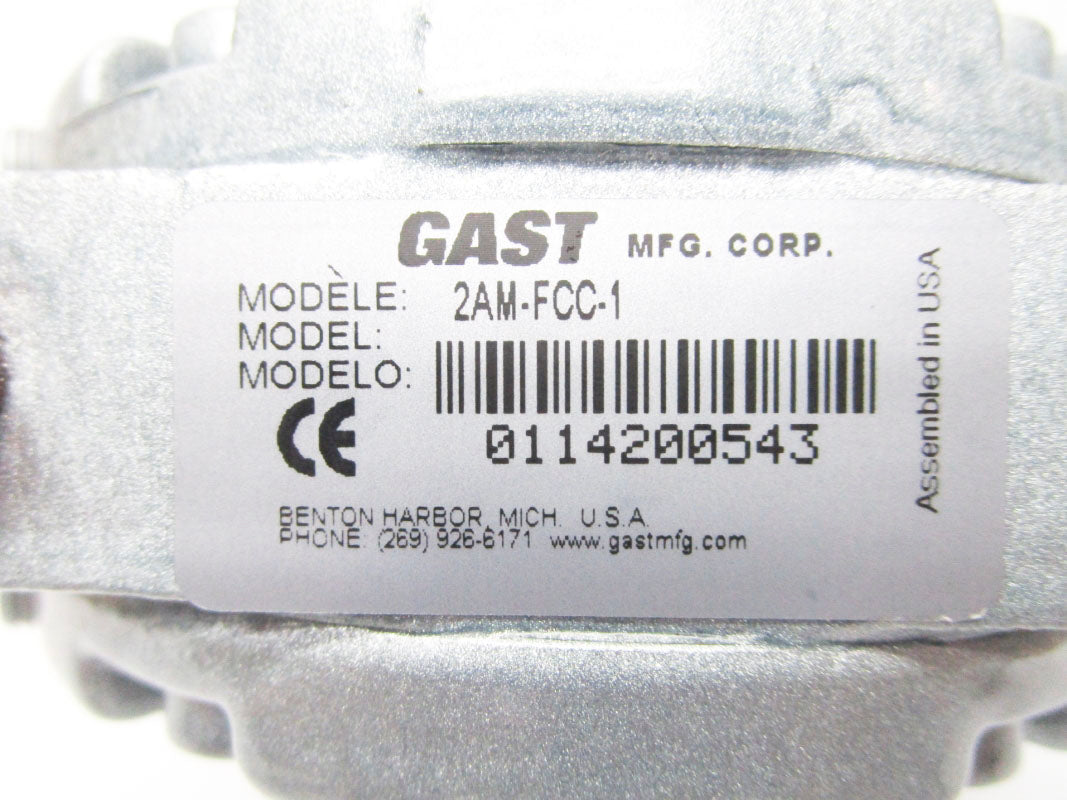 GAST MFG. CORP.
MODÈLE: 2AM-FCC-1
MODEL:
MODELO:
CE
0114200543
BENTON HARBOR, MICH. U.S.A.
PHONE: (269) 926-6171 www.gastmfg.com
Assembled in USA